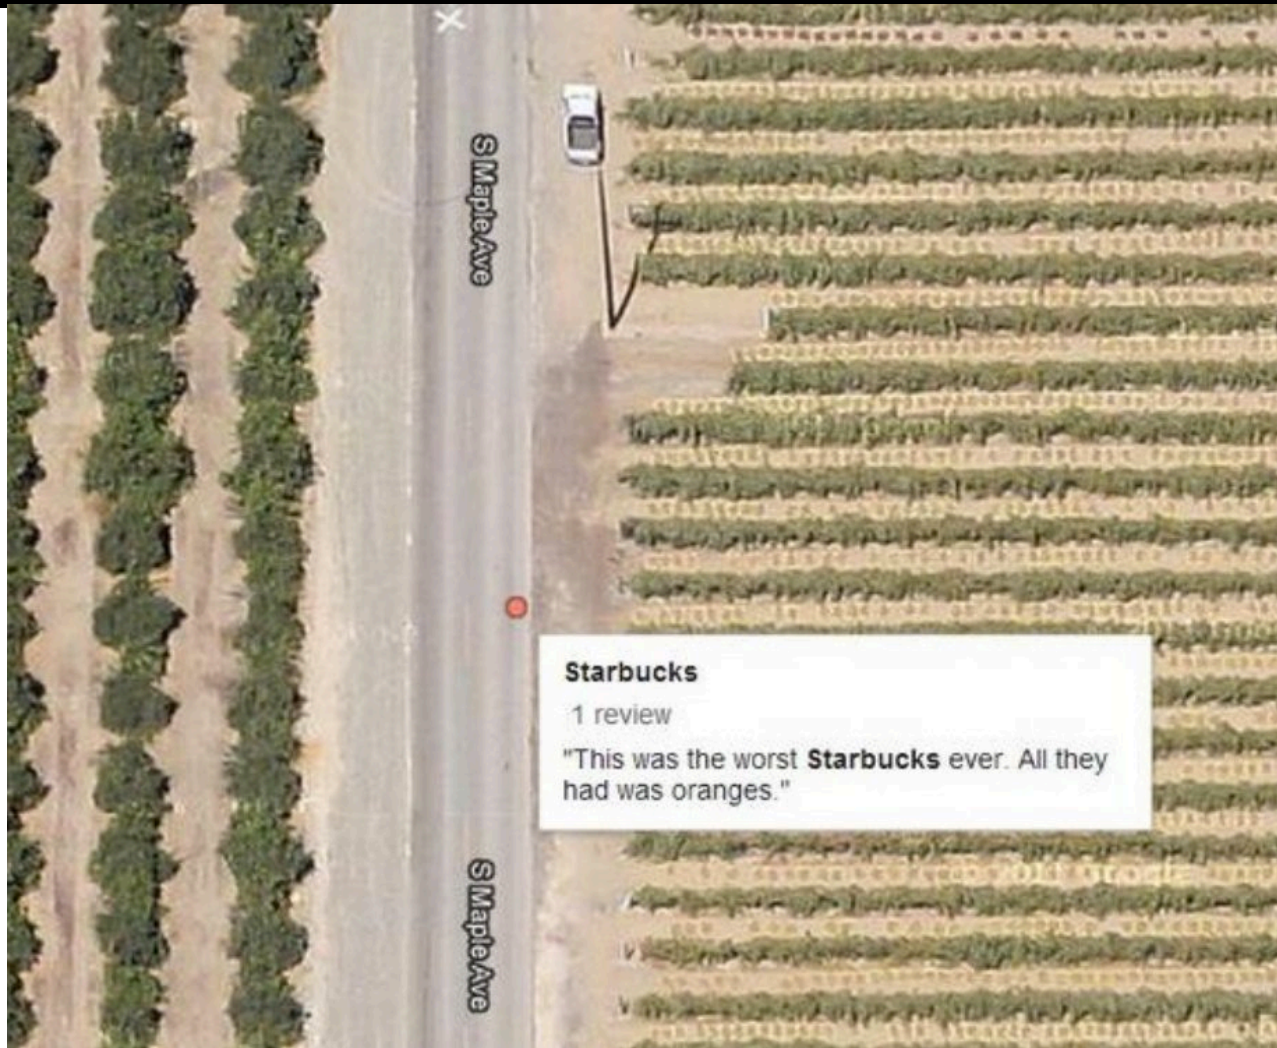 S Maple Ave
Starbucks
1 review
"This was the worst Starbucks ever. All they
had was oranges."
S Maple Ave